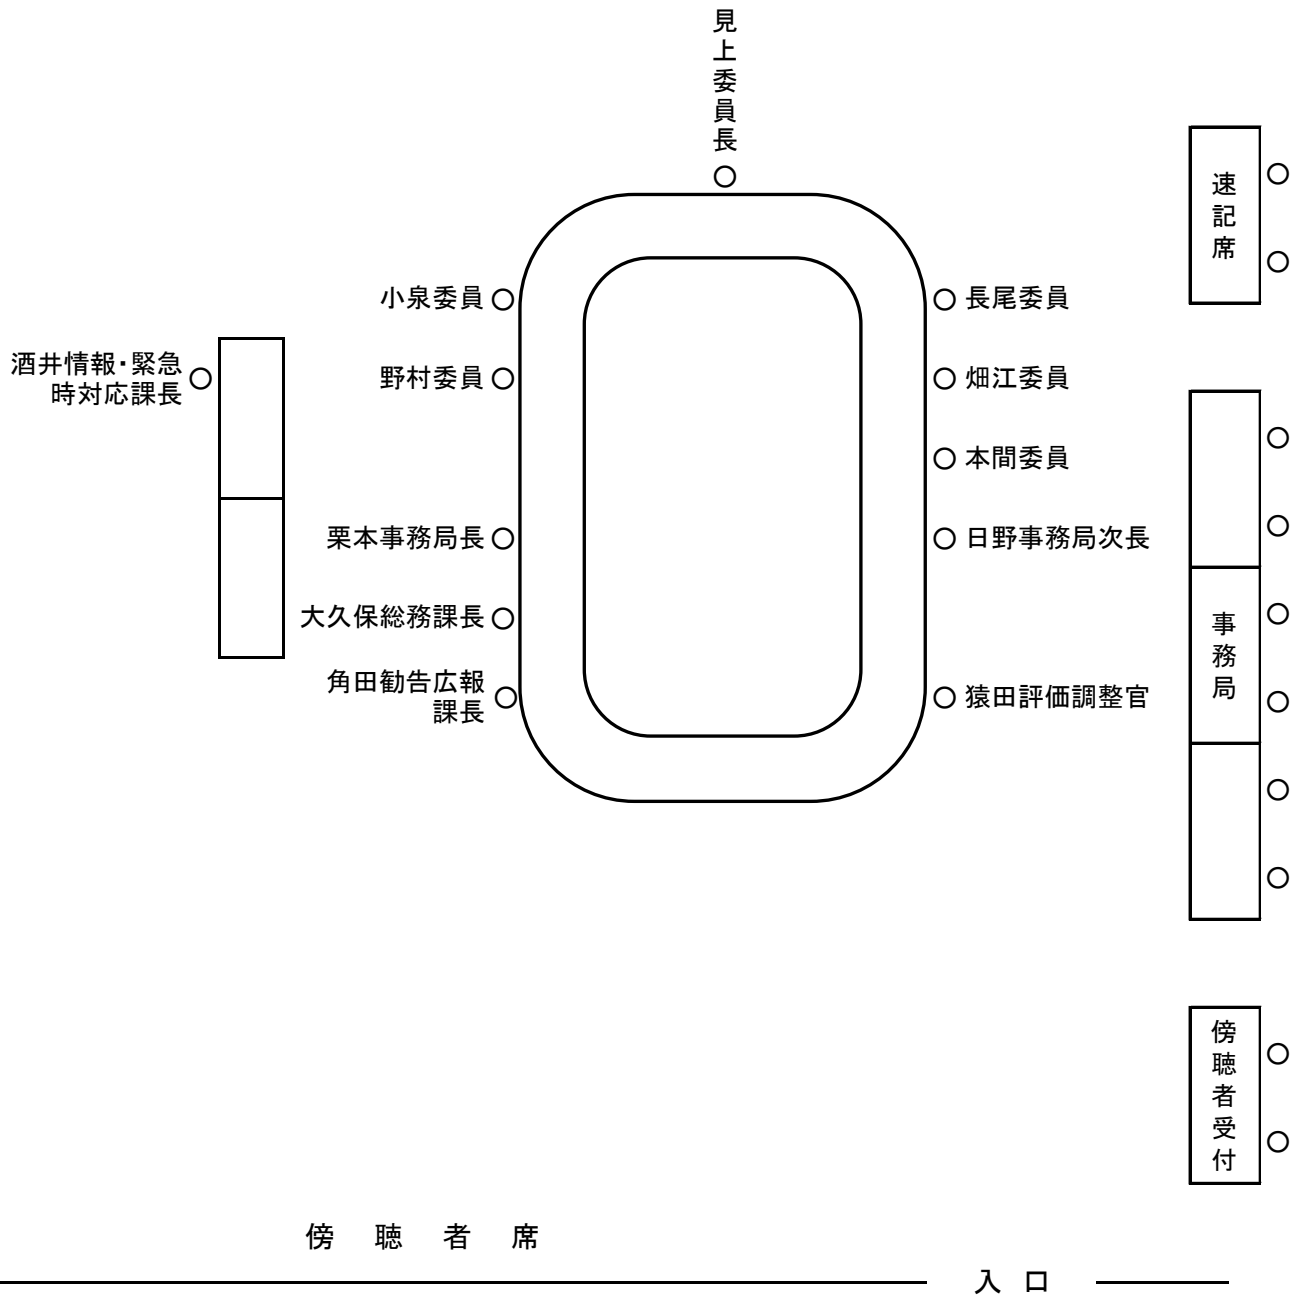 見上委員長
速記席
小泉委員
長尾委員
酒井情報・緊急
時対応課長
野村委員
畑江委員
本間委員
栗本事務局長
日野事務局次長
大久保総務課長
事務局
角田勧告広報
課長
猿田評価調整官
傍聴者受付
傍聴者席
入口